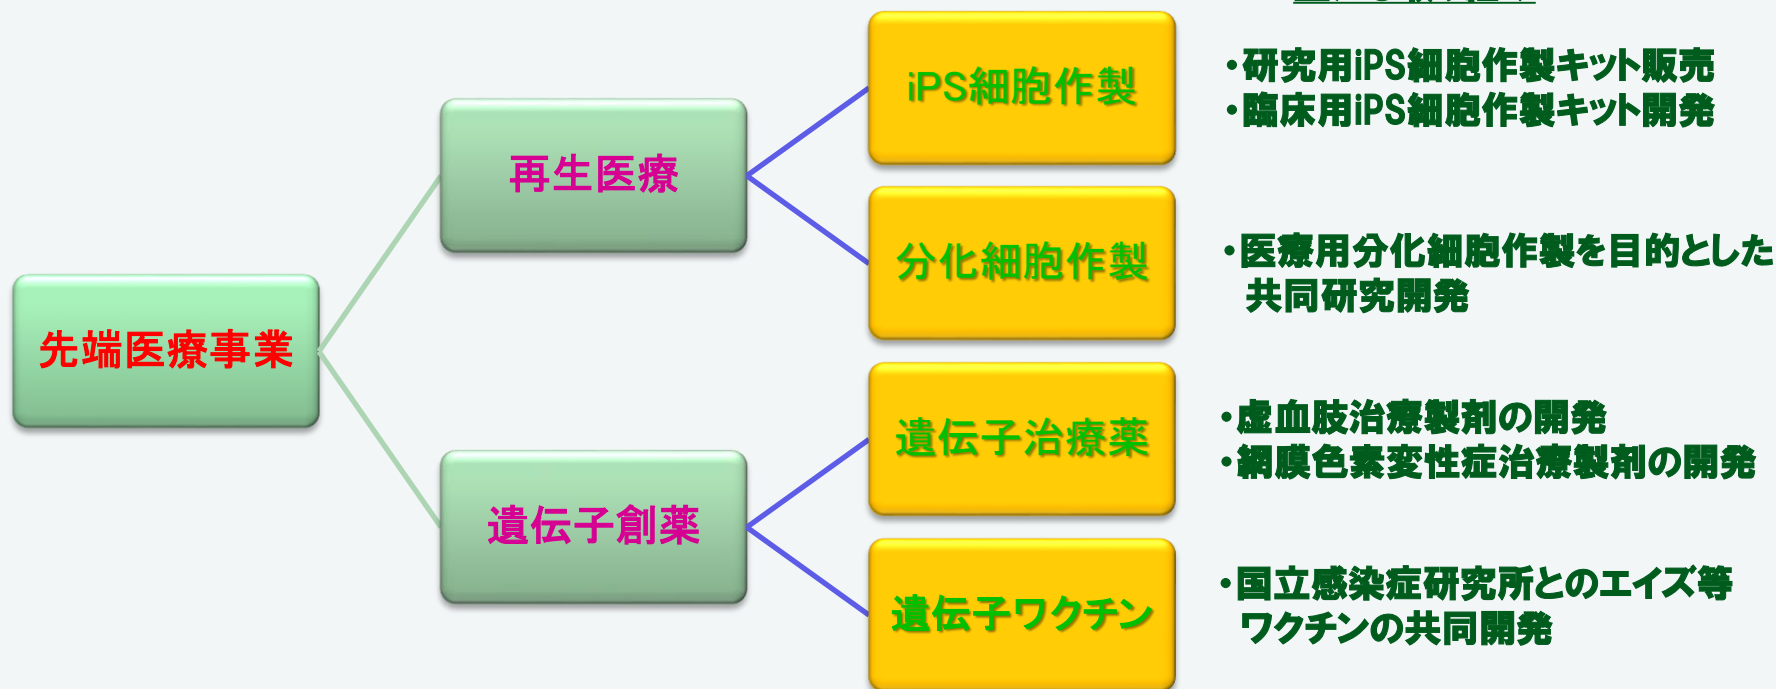 iPS細胞作製
・研究用iPS細胞作製キット販売
・臨床用iPS細胞作製キット開発
再生医療
分化細胞作製
・医療用分化細胞作製を目的とした
共同研究開発
先端医療事業
遺伝子治療薬
・虚血肢治療製剤の開発
・網膜色素変性症治療製剤の開発
遺伝子創薬
遺伝子ワクチン
・国立感染症研究所とのエイズ等
ワクチンの共同開発